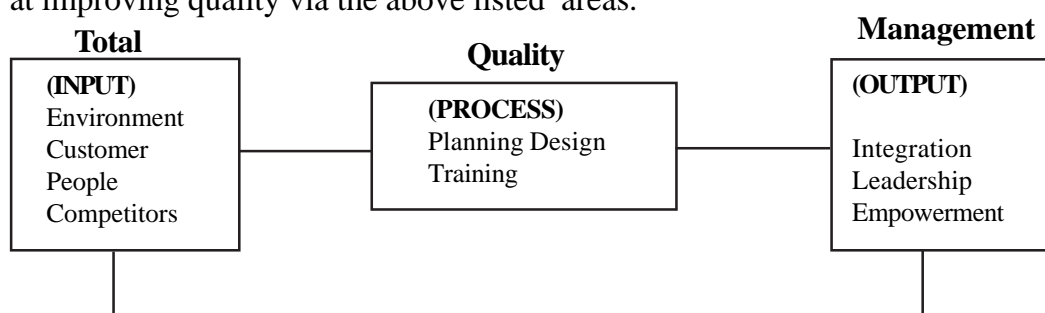 at improving quality via the above listed areas.
Total
Quality
Management
(INPUT)
Environment
Customer
People
Competitors
(PROCESS)
Planning Design
Training
(OUTPUT)
Integration
Leadership
Empowerment